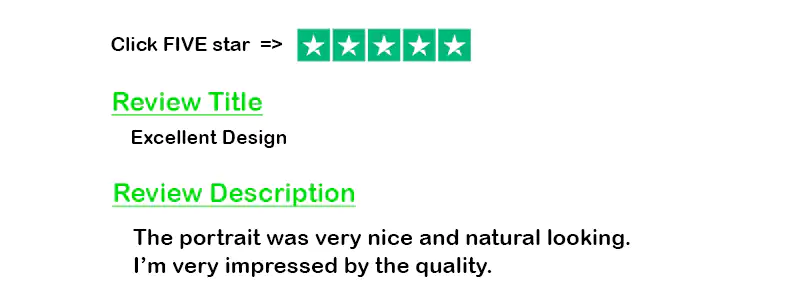 Click FIVE star =>
Review Title
Excellent Design
Review Description
The portrait was very nice and natural looking.
I'm very impressed by the quality.